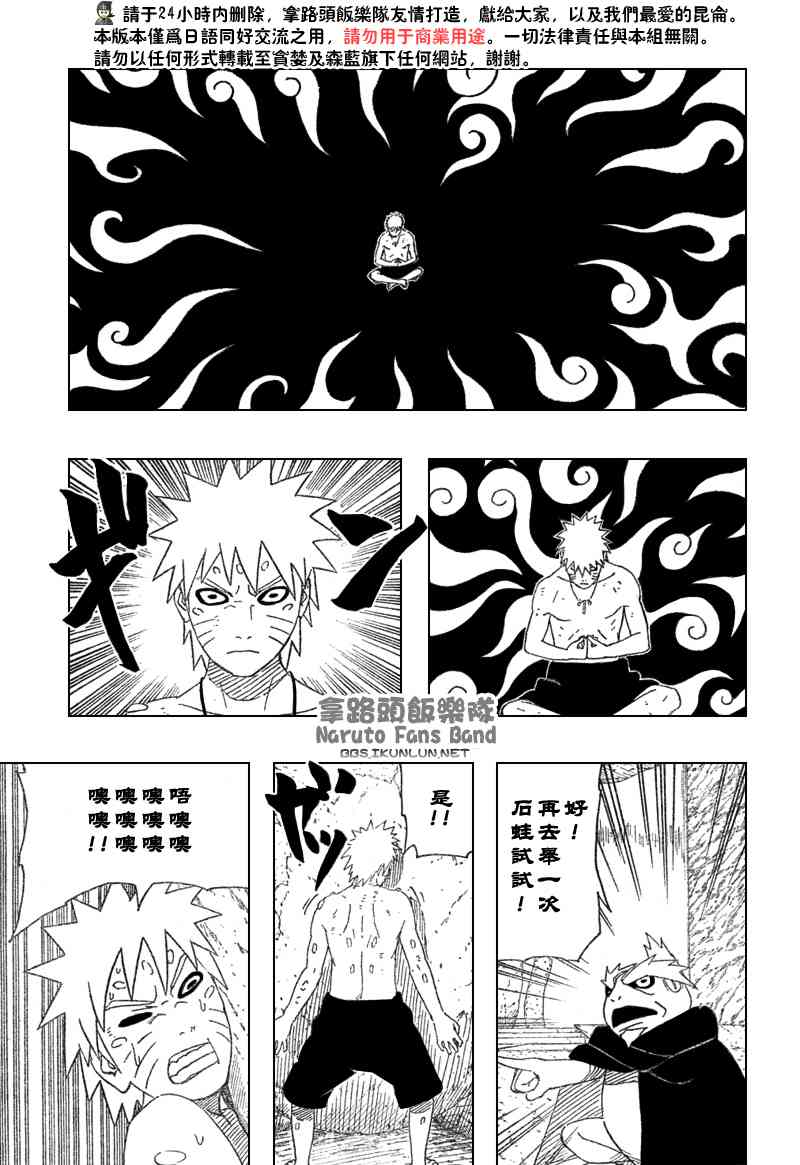 請于24小時内删除，拿路頭飯樂隊友情打造，獻給大家，以及我們最愛的昆侖。
本版本僅爲日語同好交流之用，請勿用于商業用途。一切法律責任與本組無關。
請勿以任何形式轉載至貪婪及森藍旗下任何網站，謝謝。
ギン
拿路頭飯樂隊
Naruto Fans Band
BBS.IKUNLUN.NET
好！
再去舉一次
石蛙試試！
是!!
ガッ
唔噢噢
噢噢噢
噢噢噢
噢噢!!